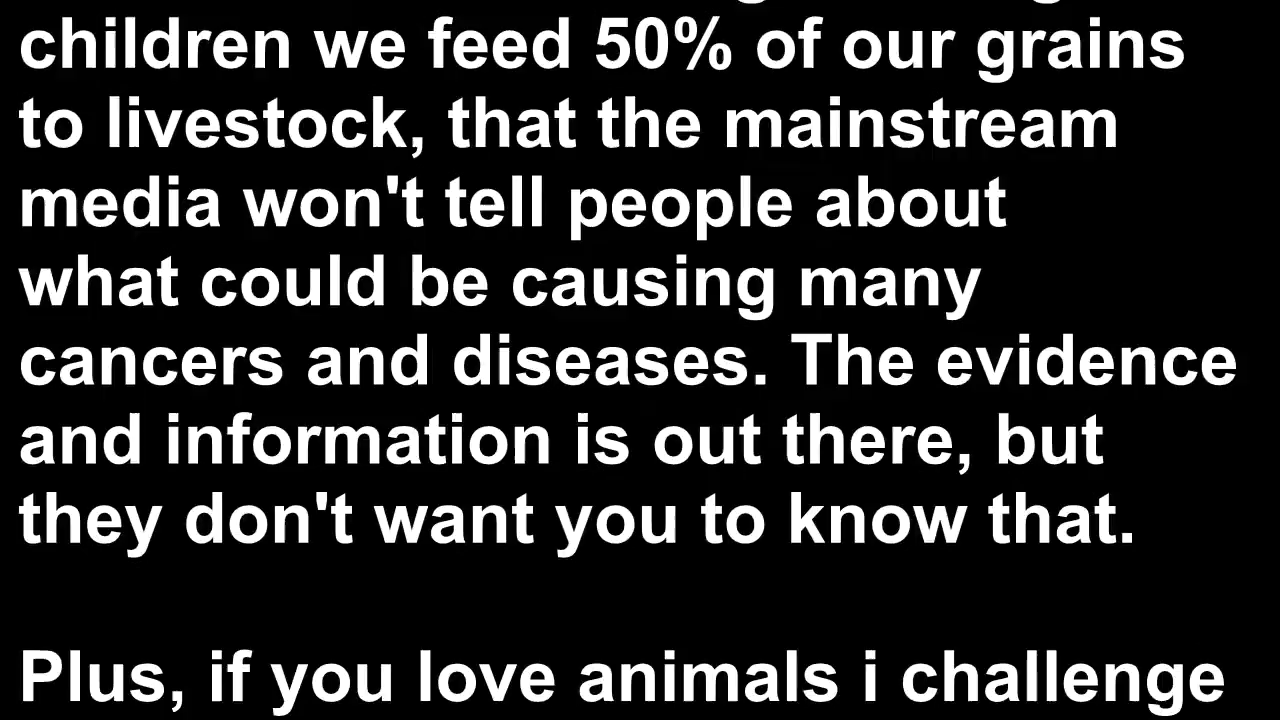 children we feed 50% of our grains
to livestock, that the mainstream
media won't tell people about
what could be causing many
cancers and diseases. The evidence
and information is out there, but
they don't want you to know that.
Plus, if you love animals i challenge